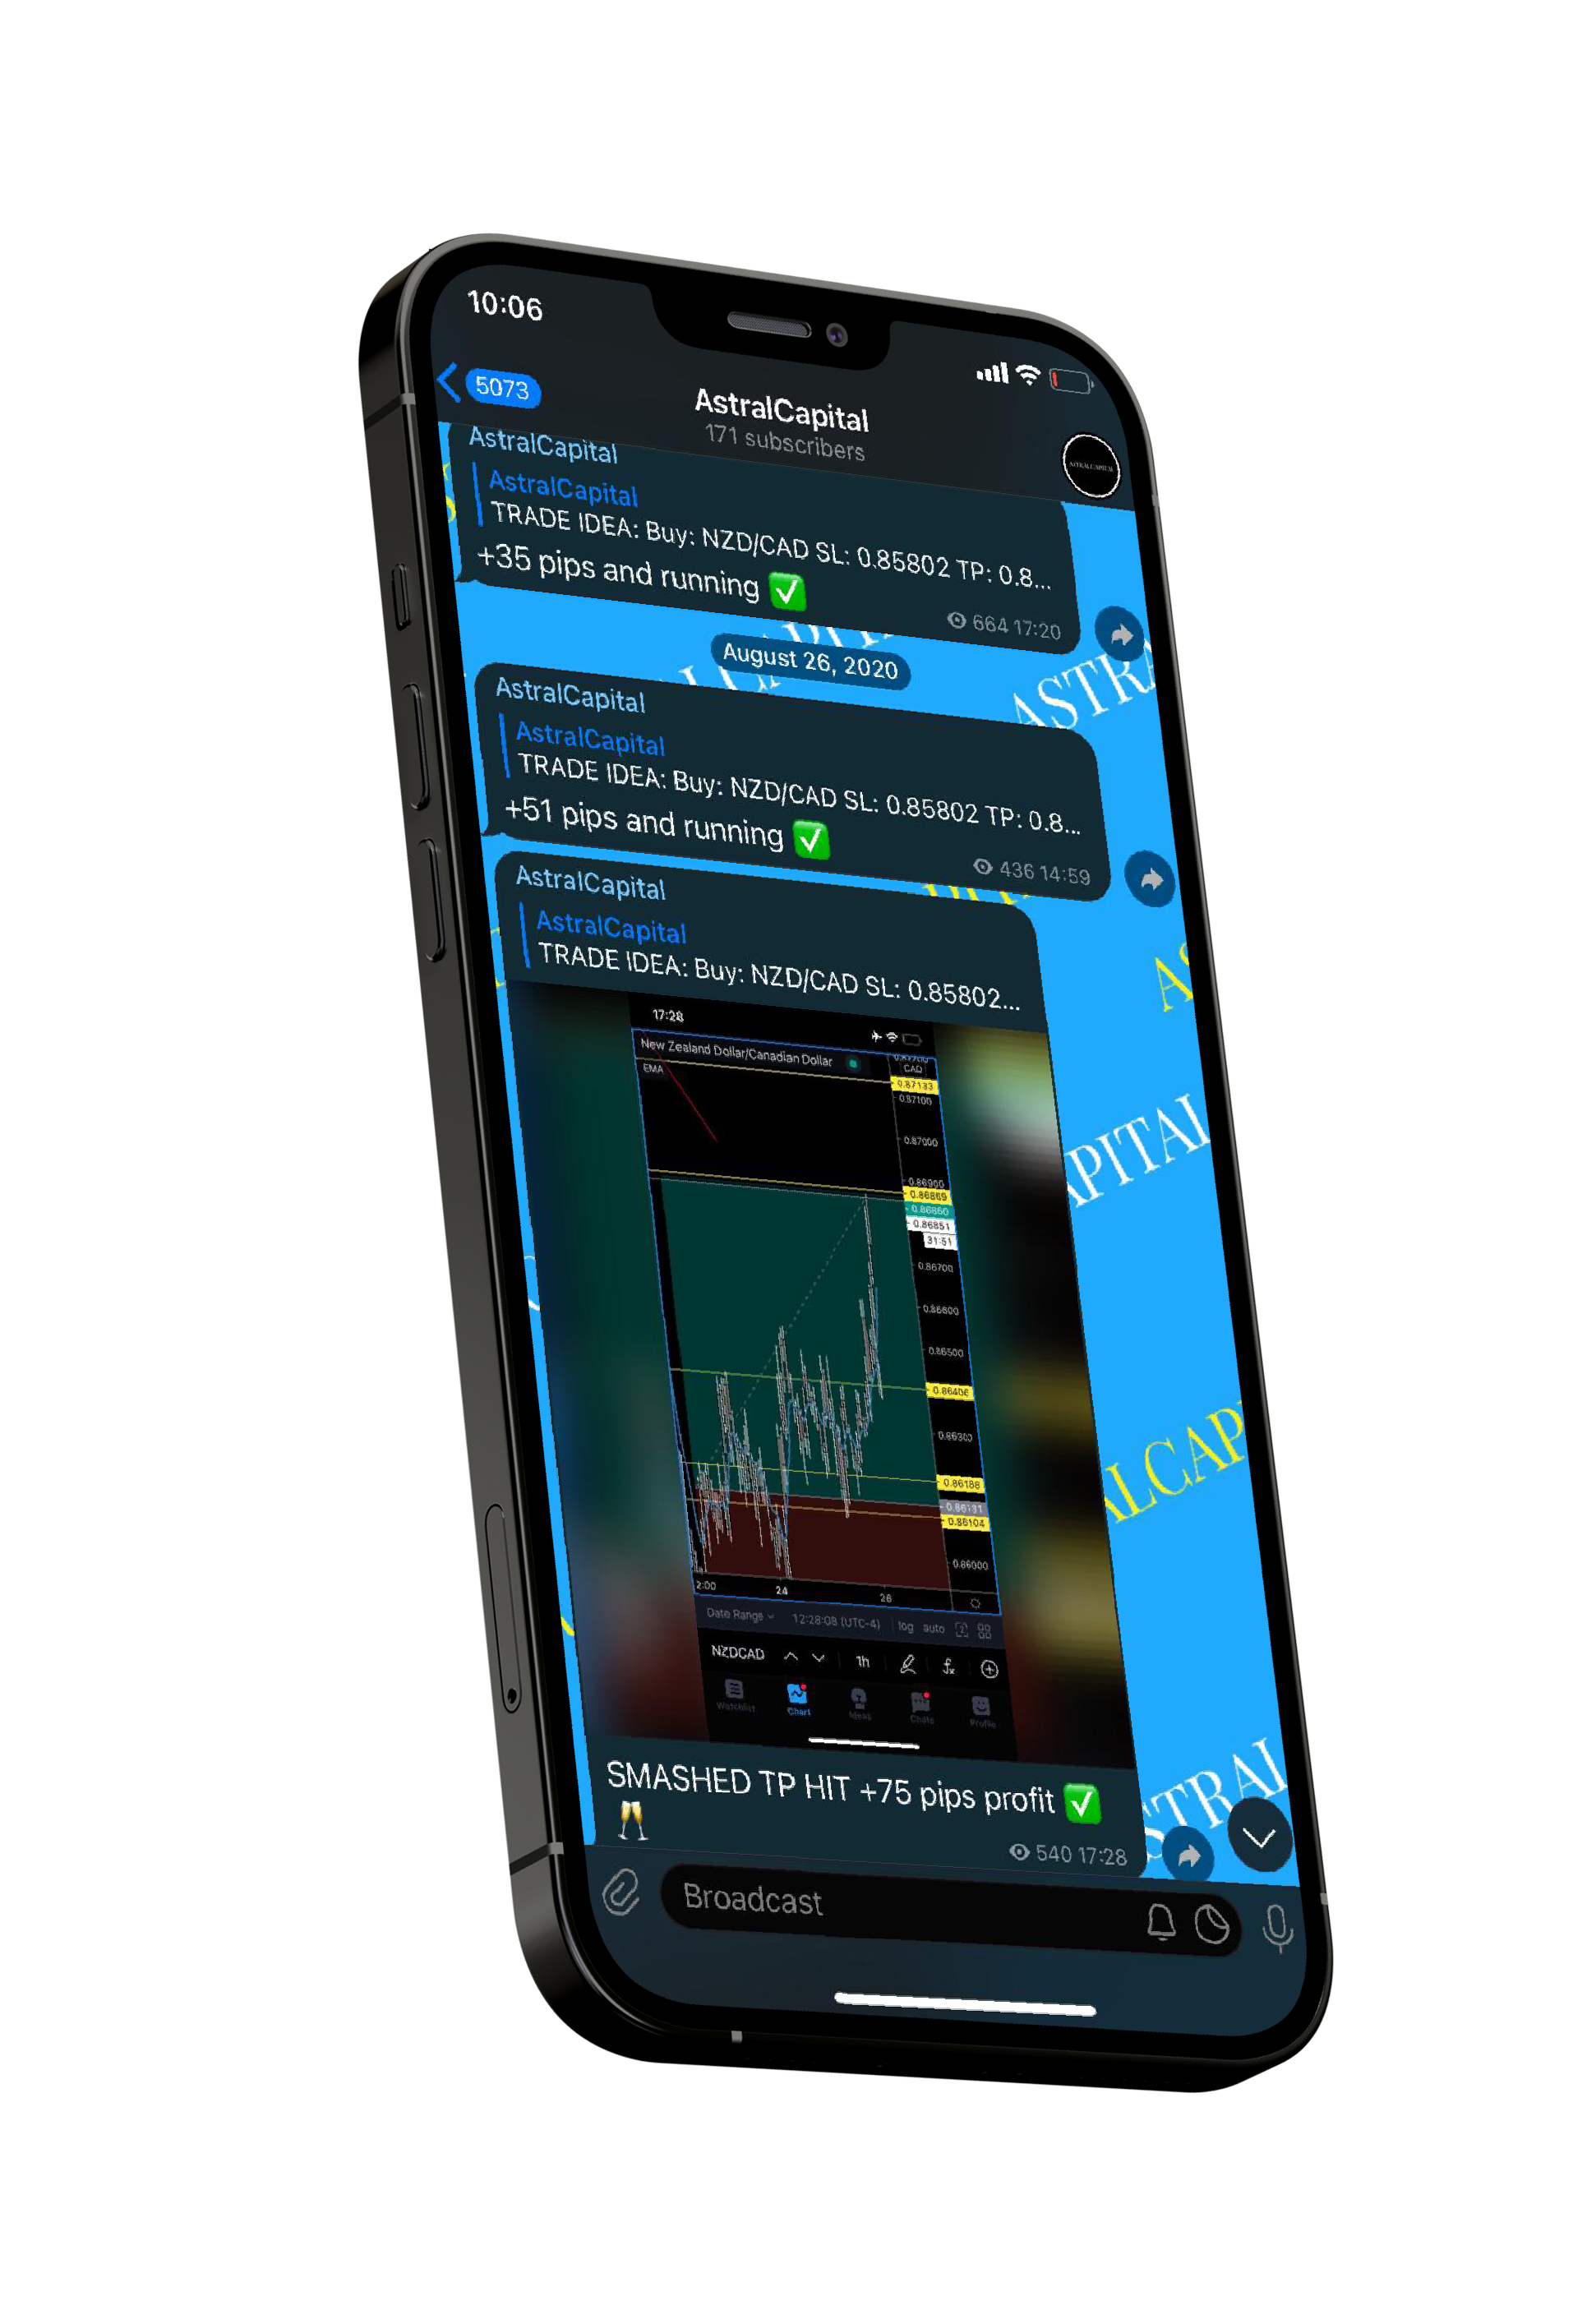 10:06
5073
AstralCapital
171 subscribers
ASTRALCAPITAL
AstralCapital
AstralCapital
TRADE IDEA: Buy: NZD/CAD SL: 0.85802 TP: 0.8...
+35 pips and running ✅
664 17:20
August 26, 2020
ASTRA
AstralCapital
AstralCapital
TRADE IDEA: Buy: NZD/CAD SL: 0.85802 TP: 0.8...
+51 pips and running ✅
436 14:59
AstralCapital
AstralCapital
TRADE IDEA: Buy: NZD/CAD SL: 0.85802...
AS
17:28
New Zealand Dollar/Canadian Dollar
EMA
CAD
0.87133
0.87100
0.87000
0.86900
0.86869
0.86860
0.86851
31:51
0.86700
0.86600
0.86500
0.86406
0.86300
0.86188
0.86131
0.86104
0.86000
2:00
24
26
APITAL
ALCAP
Date Range
12:28:08 (UTC-4)
log
auto
NZDCAD
1h
Watchlist
Chart
Ideas
Chats
Profile
SMASHED TP HIT +75 pips profit ✅
🥂
540 17:28
STRAL
Broadcast